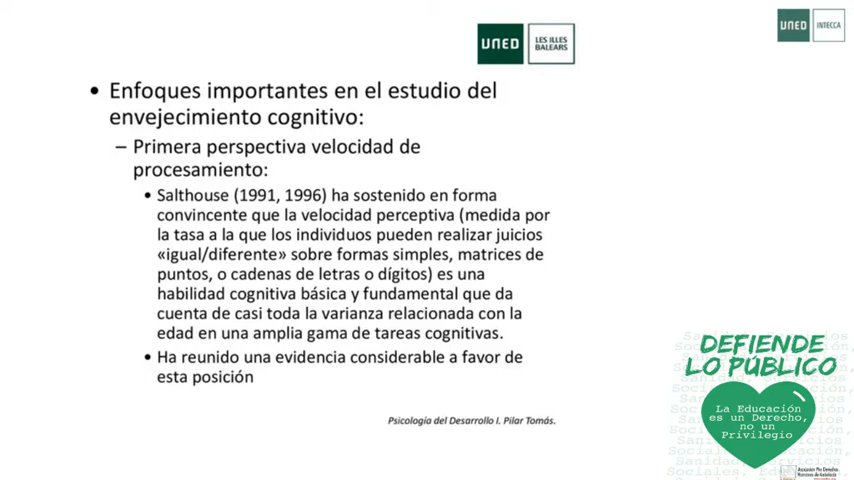 UNED
LES ILLES
BALEARS
UNED
INTECCA
• Enfoques importantes en el estudio del
envejecimiento cognitivo:
– Primera perspectiva velocidad de
procesamiento:
• Salthouse (1991, 1996) ha sostenido en forma
convincente que la velocidad perceptiva (medida por
la tasa a la que los individuos pueden realizar juicios
«igual/diferente» sobre formas simples, matrices de
puntos, o cadenas de letras o dígitos) es una
habilidad cognitiva básica y fundamental que da
cuenta de casi toda la varianza relacionada con la
edad en una amplia gama de tareas cognitivas.
• Ha reunido una evidencia considerable a favor de
esta posición
Psicología del Desarrollo I. Pilar Tomás.
DEFIENDE
LO PÚBLICO
La Educación
es un Derecho,
no un
Privilegio